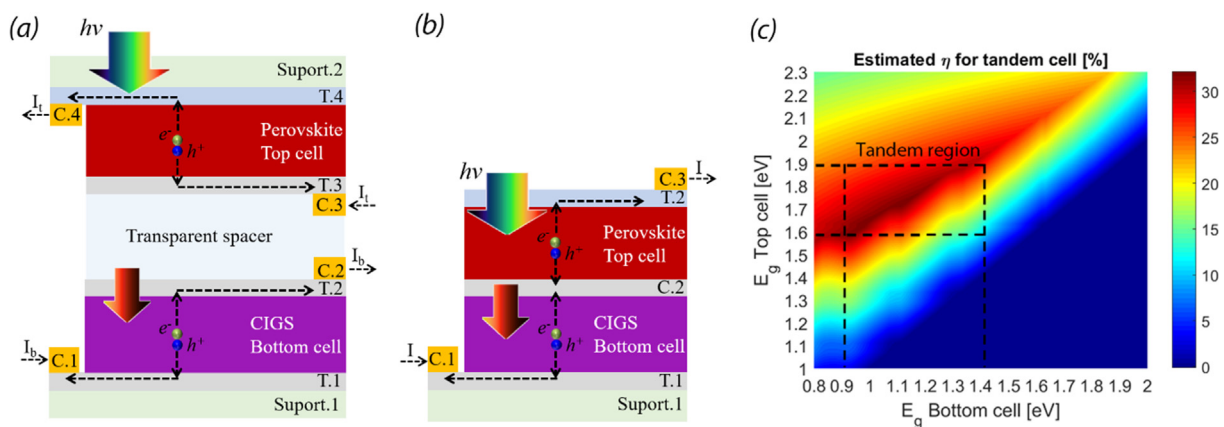 (a)
hν
Suport.2
T.4
I_t
C.4
e⁻
h⁺
Perovskite
Top cell
T.3
C.3
I_t
Transparent spacer
C.2
I_b
T.2
e⁻
h⁺
CIGS
Bottom cell
I_b
C.1
T.1
Suport.1
(b)
hν
C.3
I
T.2
e⁻
h⁺
Perovskite
Top cell
C.2
e⁻
h⁺
CIGS
Bottom cell
I
C.1
T.1
Suport.1
(c)
Estimated η for tandem cell [%]
E_g Top cell [eV]
2.3
2.2
2.1
2
1.9
1.8
1.7
1.6
1.5
1.4
1.3
1.2
1.1
1
Tandem region
0.8 0.9 1 1.1 1.2 1.3 1.4 1.5 1.6 1.7 1.8 1.9 2
E_g Bottom cell [eV]
30
25
20
15
10
5
0